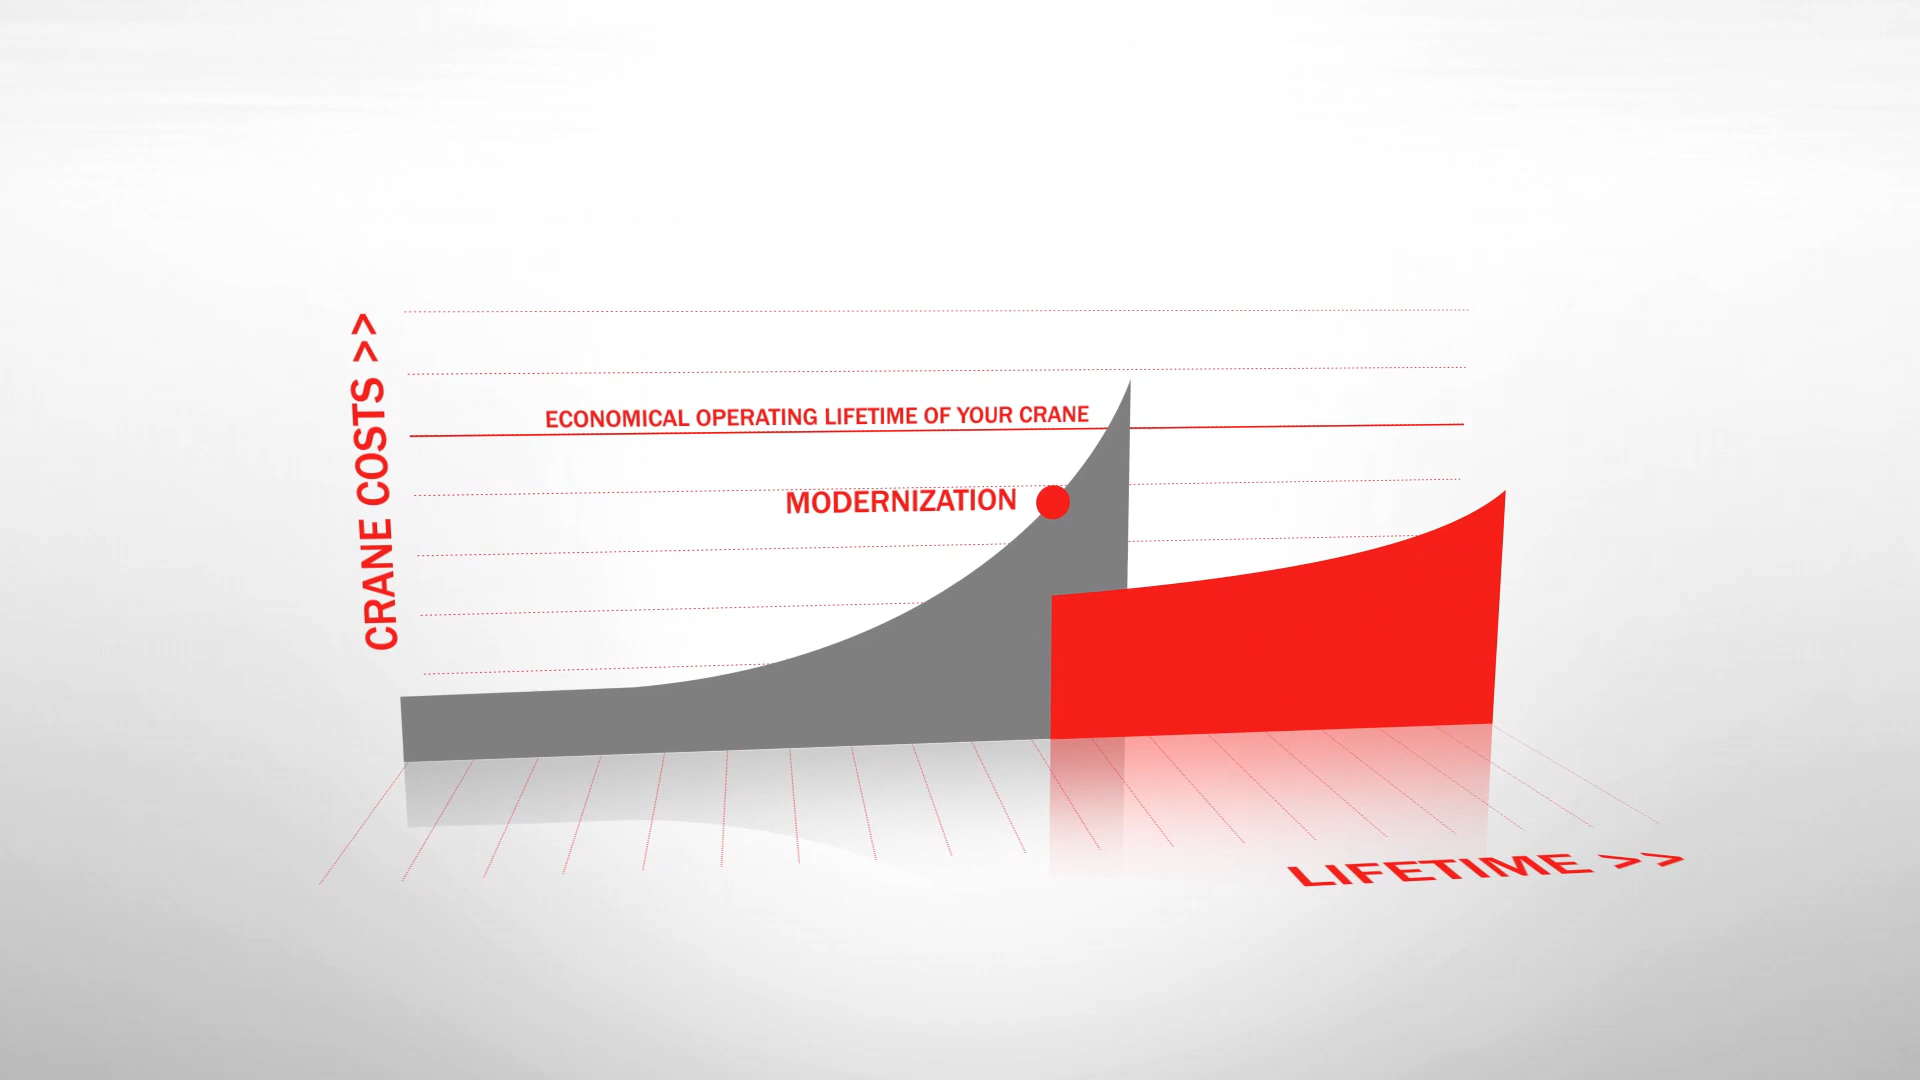 CRANE COSTS >>
ECONOMICAL OPERATING LIFETIME OF YOUR CRANE
MODERNIZATION
LIFETIME >>